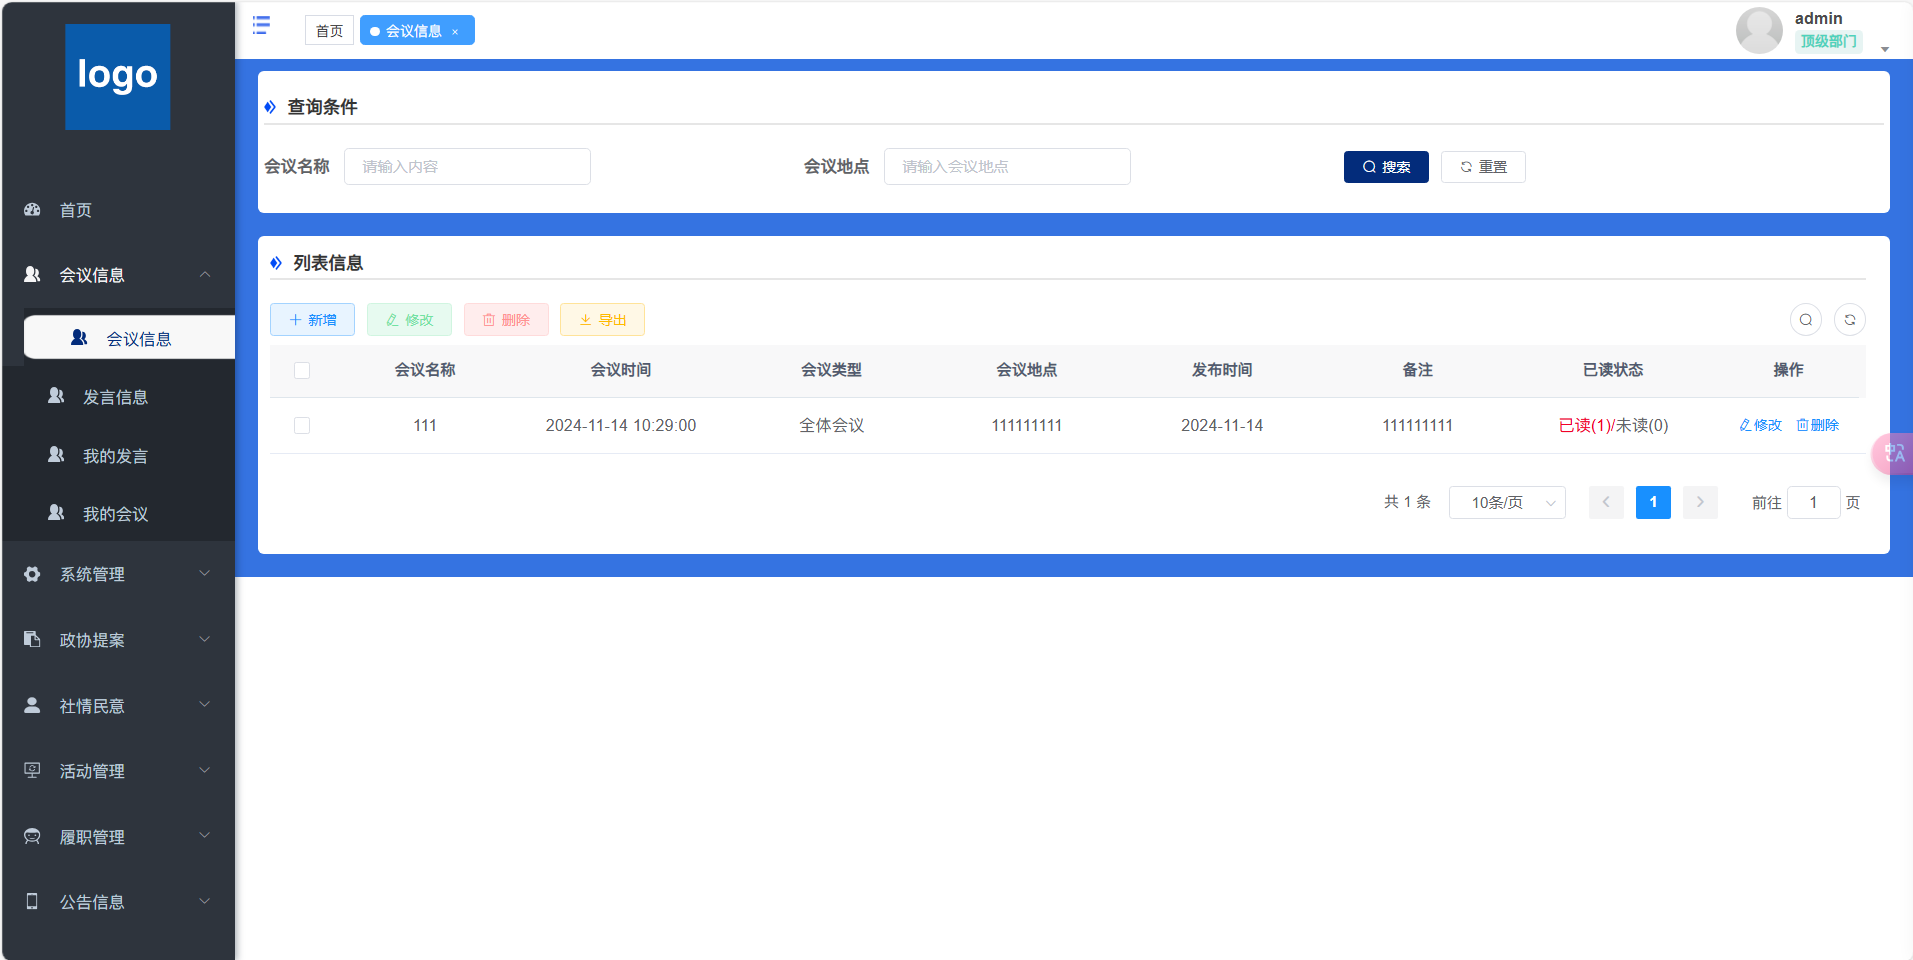 logo
首页
会议信息
会议信息
发言信息
我的发言
我的会议
系统管理
政协提案
社情民意
活动管理
履职管理
公告信息
首页 会议信息 ×
admin
顶级部门
查询条件
会议名称 请输入内容 会议地点 请输入会议地点 搜索 重置
列表信息
新增 修改 删除 导出
会议名称 会议时间 会议类型 会议地点 发布时间 备注 已读状态 操作
111 2024-11-14 10:29:00 全体会议 111111111 2024-11-14 111111111 已读(1)/未读(0) 修改 删除
共 1 条 10条/页 1 前往 1 页